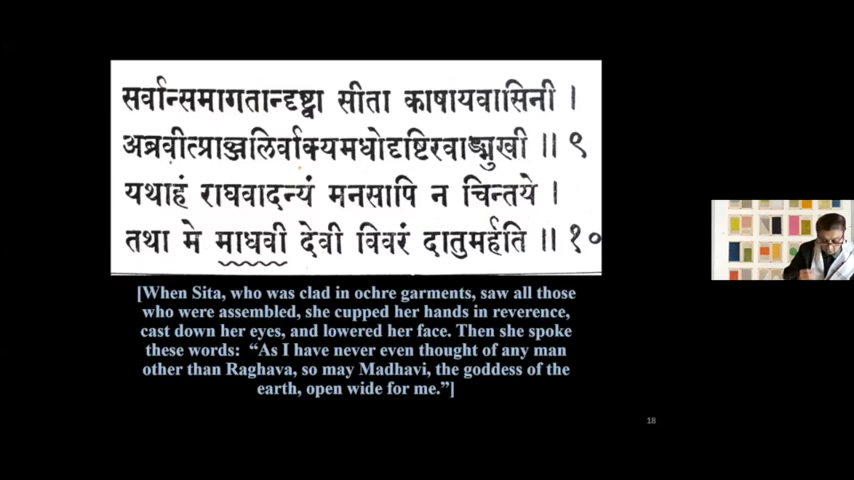 सर्वान्समागतान्दृष्ट्वा सीता काषायवासिनी ।
अब्रवीत्प्राञ्जलिर्वाक्यमधोदृष्टिरवाङ्मुखी ॥ ९
यथाहं राघवादन्यं मनसापि न चिन्तये ।
तथा मे माधवी देवी विवरं दातुमर्हति ॥ १०
[When Sita, who was clad in ochre garments, saw all those
who were assembled, she cupped her hands in reverence,
cast down her eyes, and lowered her face. Then she spoke
these words: “As I have never even thought of any man
other than Raghava, so may Madhavi, the goddess of the
earth, open wide for me.”]
18